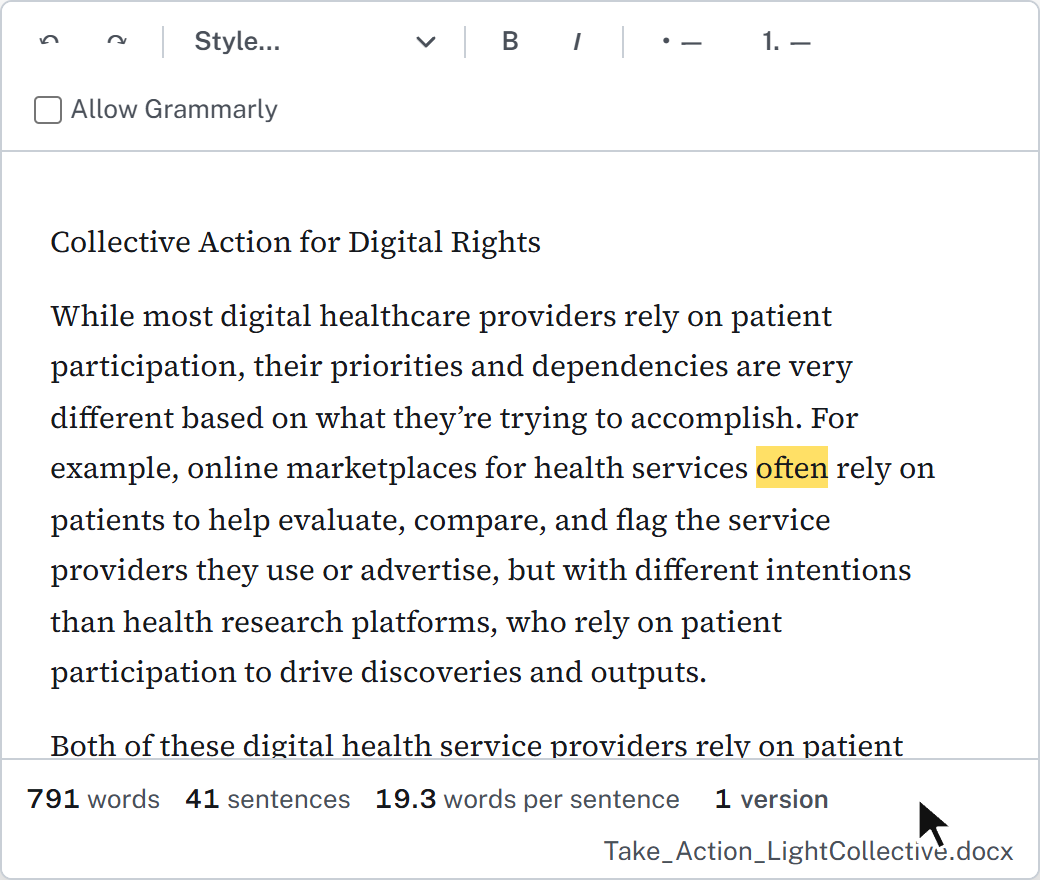 Style...
B I • — 1. —
Allow Grammarly
Collective Action for Digital Rights
While most digital healthcare providers rely on patient
participation, their priorities and dependencies are very
different based on what they’re trying to accomplish. For
example, online marketplaces for health services often rely on
patients to help evaluate, compare, and flag the service
providers they use or advertise, but with different intentions
than health research platforms, who rely on patient
participation to drive discoveries and outputs.
Both of these digital health service providers rely on patient
791 words 41 sentences 19.3 words per sentence 1 version
Take_Action_LightCollective.docx